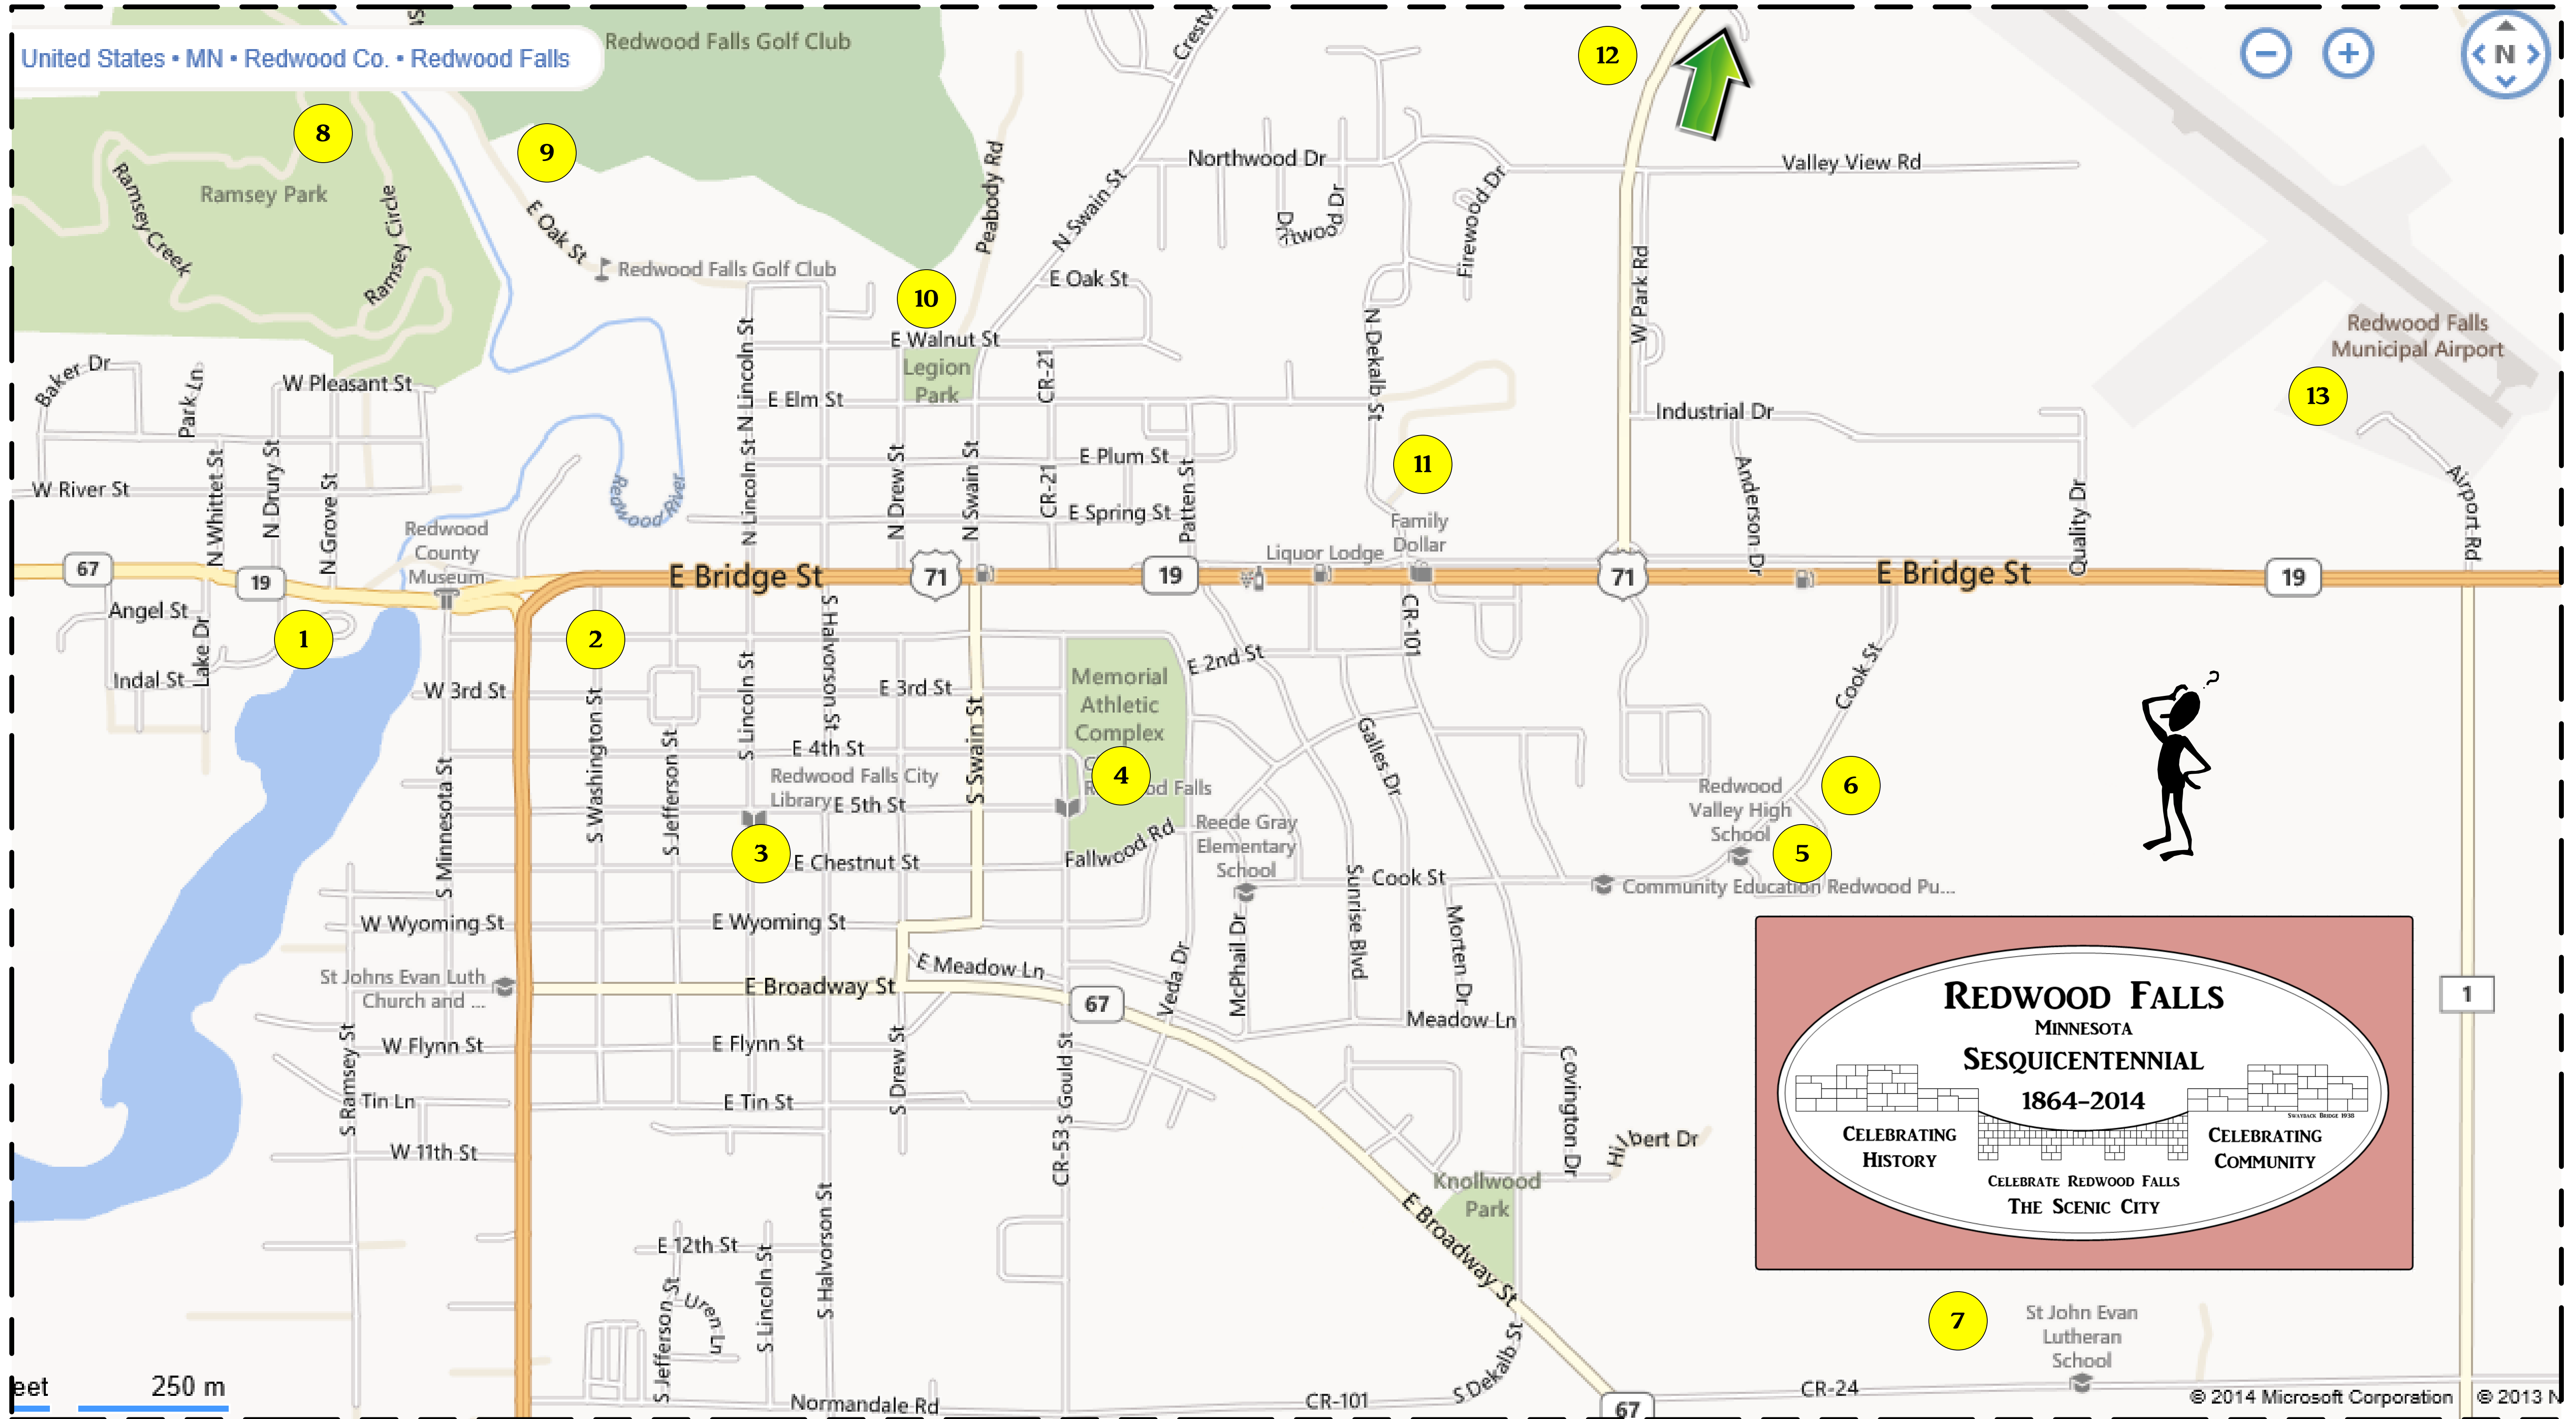 United States • MN • Redwood Co. • Redwood Falls
Redwood Falls Golf Club
Crestv
12
N
8
9
Ramsey Park
Ramsey Creek
Ramsey Circle
E Oak St
Redwood Falls Golf Club
Peabody Rd
N Swain St
Northwood Dr
Firewood Dr
Valley View Rd
E Oak St
W Park Rd
10
E Walnut St
Legion
Park
Redwood Falls
Municipal Airport
13
Baker Dr
Park Ln
W Pleasant St
N Lincoln St
E Elm St
CR-21
N Dekalb St
Industrial Dr
W River St
N Whittet St
N Drury St
N Grove St
Redwood River
N Lincoln St
N Drew St
N Swain St
CR-21
E Plum St
E Spring St
Patten St
11
Anderson Dr
Quality Dr
Airport Rd
Redwood
County
Museum
Liquor Lodge
Family
Dollar
67
19
E Bridge St
71
19
71
E Bridge St
19
Angel St
Lake Dr
Indal St
1
2
S Halvorson St
CR-101
E 2nd St
Cook St
?
W 3rd St
E 3rd St
Memorial
Athletic
Complex
S Minnesota St
S Washington St
S Jefferson St
S Lincoln St
E 4th St
Redwood Falls City
Library
E 5th St
S Swain St
4
Galles Dr
Redwood
Valley High
School
6
5
3
E Chestnut St
Fallwood Rd
Reede Gray
Elementary
School
Sunrise Blvd
Cook St
Community Education Redwood Pu...
W Wyoming St
E Wyoming St
McPhail Dr
Morten Dr
St Johns Evan Luth
Church and ...
E Meadow Ln
E Broadway St
67
Veda Dr
Meadow Ln
1
Redwood Falls
Minnesota
Sesquicentennial
1864-2014
Swayback Bridge 1938
Celebrating
History
Celebrating
Community
Celebrate Redwood Falls
The Scenic City
S Ramsey St
W Flynn St
E Flynn St
S Drew St
S Gould St
Covington Dr
Tin Ln
E Tin St
W 11th St
CR-53
Knollwood
Park
E Broadway St
E 12th St
S Jefferson St
Uren Ln
S Lincoln St
S Halvorson St
7
St John Evan
Lutheran
School
eet
250 m
Normandale Rd
CR-101
S Dekalb St
67
CR-24
© 2014 Microsoft Corporation
© 2013 N